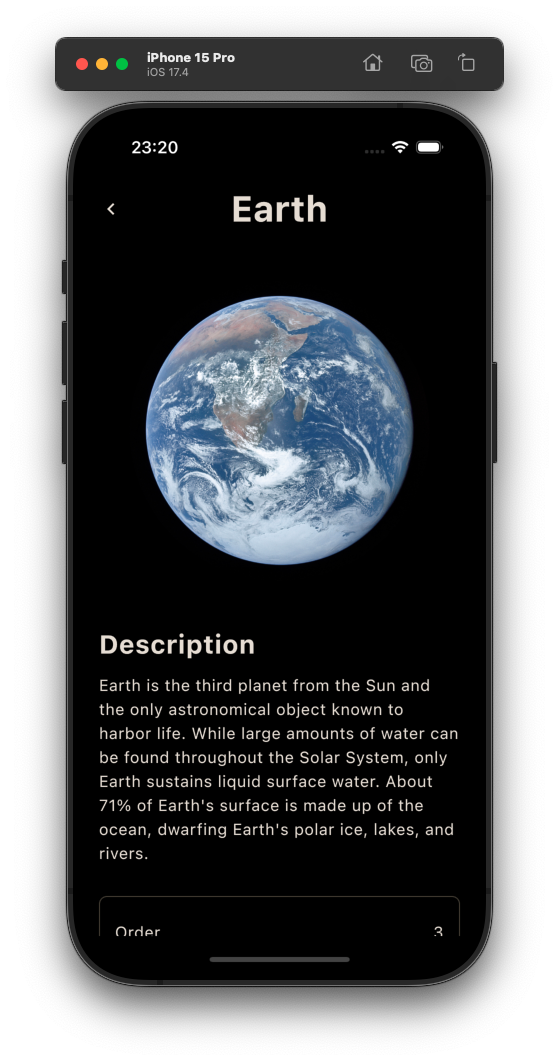 iPhone 15 Pro
iOS 17.4
23:20
Earth
Description
Earth is the third planet from the Sun and
the only astronomical object known to
harbor life. While large amounts of water can
be found throughout the Solar System, only
Earth sustains liquid surface water. About
71% of Earth's surface is made up of the
ocean, dwarfing Earth's polar ice, lakes, and
rivers.
Order 3